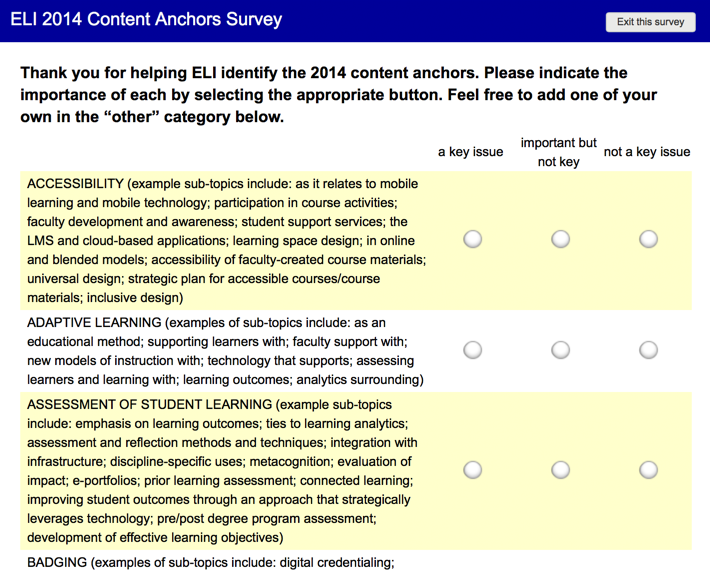 ELI 2014 Content Anchors Survey
Exit this survey
Thank you for helping ELI identify the 2014 content anchors. Please indicate the
importance of each by selecting the appropriate button. Feel free to add one of your
own in the “other” category below.
a key issue
important but
not key
not a key issue
ACCESSIBILITY (example sub-topics include: as it relates to mobile
learning and mobile technology; participation in course activities;
faculty development and awareness; student support services; the
LMS and cloud-based applications; learning space design; in online
and blended models; accessibility of faculty-created course materials;
universal design; strategic plan for accessible courses/course
materials; inclusive design)
ADAPTIVE LEARNING (examples of sub-topics include: as an
educational method; supporting learners with; faculty support with;
new models of instruction with; technology that supports; assessing
learners and learning with; learning outcomes; analytics surrounding)
ASSESSMENT OF STUDENT LEARNING (example sub-topics
include: emphasis on learning outcomes; ties to learning analytics;
assessment and reflection methods and techniques; integration with
infrastructure; discipline-specific uses; metacognition; evaluation of
impact; e-portfolios; prior learning assessment; connected learning;
improving student outcomes through an approach that strategically
leverages technology; pre/post degree program assessment;
development of effective learning objectives)
BADGING (examples of sub-topics include: digital credentialing;